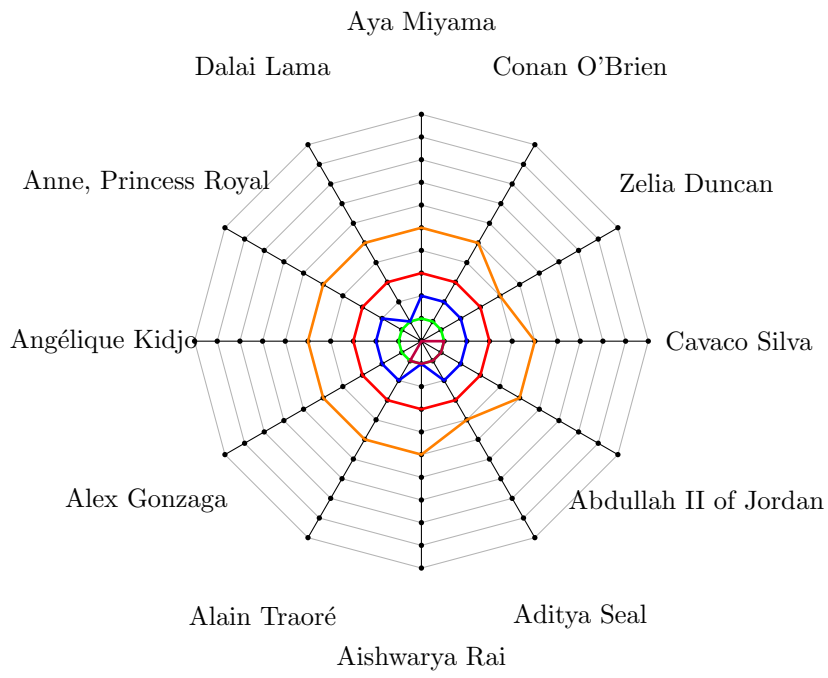 Aya Miyama
Dalai Lama
Conan O'Brien
Anne, Princess Royal
Zelia Duncan
Angélique Kidjo
Cavaco Silva
Alex Gonzaga
Abdullah II of Jordan
Alain Traoré
Aditya Seal
Aishwarya Rai